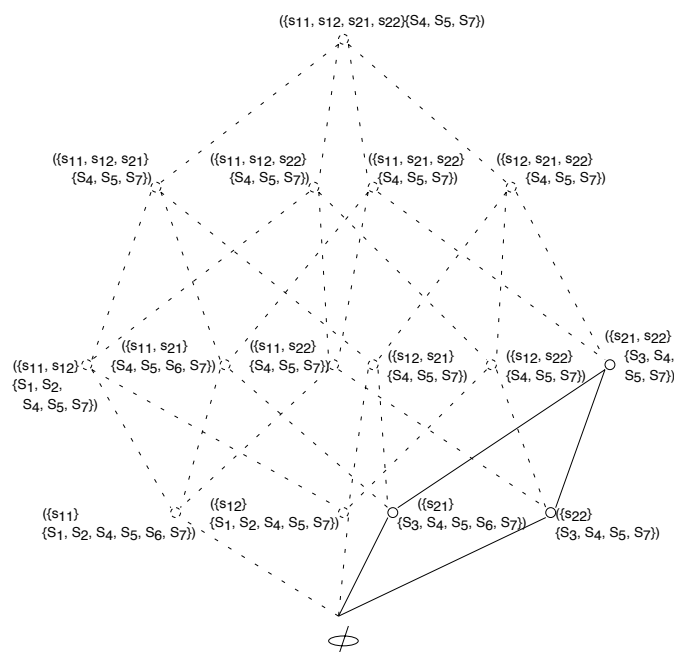 ({s11, s12, s21, s22}{S4, S5, S7})
({s11, s12, s21}
{S4, S5, S7})
({s11, s12, s22}
{S4, S5, S7})
({s11, s21, s22}
{S4, S5, S7})
({s12, s21, s22}
{S4, S5, S7})
({s11, s12}
{S1, S2,
S4, S5, S7})
({s11, s21}
{S4, S5, S6, S7})
({s11, s22}
{S4, S5, S7})
({s12, s21}
{S4, S5, S7})
({s12, s22}
{S4, S5, S7})
({s21, s22}
{S3, S4,
S5, S7})
({s11}
{S1, S2, S4, S5, S6, S7})
({s12}
{S1, S2, S4, S5, S7})
({s21}
{S3, S4, S5, S6, S7})
({s22}
{S3, S4, S5, S7})